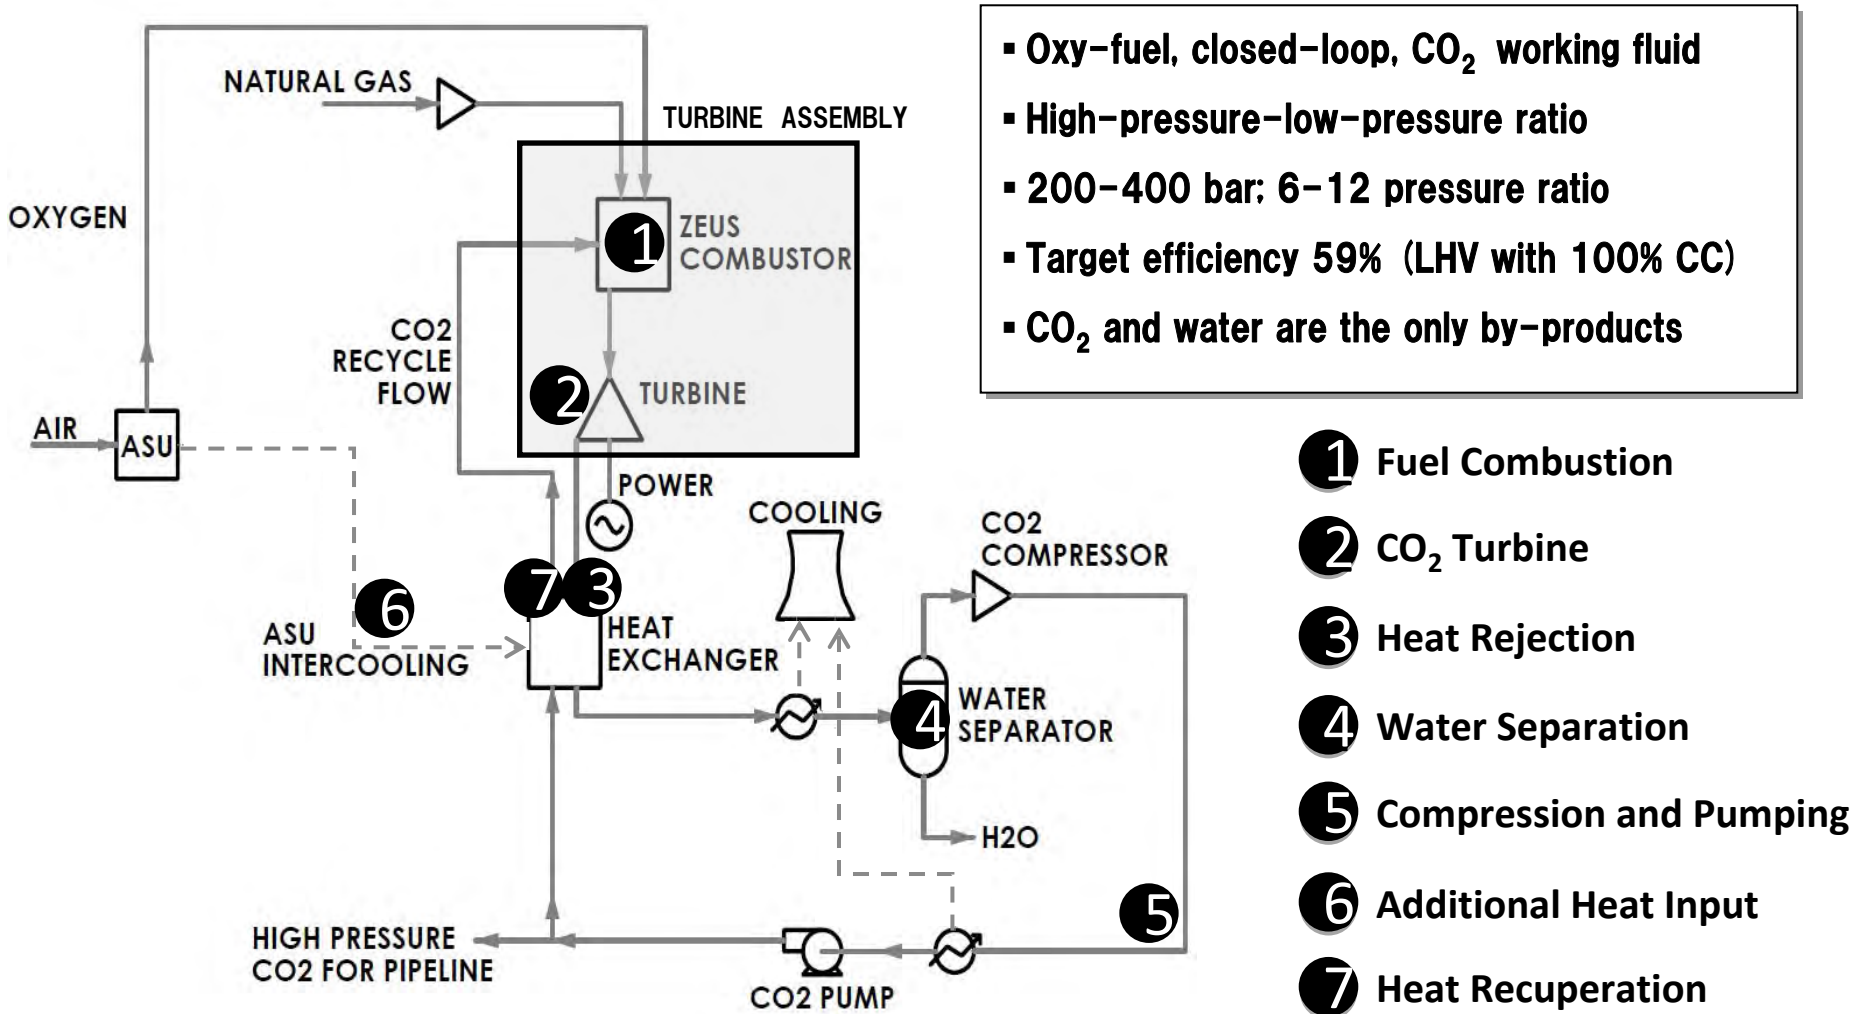 NATURAL GAS
TURBINE ASSEMBLY
OXYGEN
1
ZEUS
COMBUSTOR
CO2
RECYCLE
FLOW
2
TURBINE
AIR
ASU
POWER
COOLING
CO2
COMPRESSOR
7
3
6
ASU
INTERCOOLING
HEAT
EXCHANGER
4
WATER
SEPARATOR
H2O
5
HIGH PRESSURE
CO2 FOR PIPELINE
CO2 PUMP
▪ Oxy-fuel, closed-loop, CO₂ working fluid
▪ High-pressure-low-pressure ratio
▪ 200-400 bar; 6-12 pressure ratio
▪ Target efficiency 59% (LHV with 100% CC)
▪ CO₂ and water are the only by-products
1 Fuel Combustion
2 CO₂ Turbine
3 Heat Rejection
4 Water Separation
5 Compression and Pumping
6 Additional Heat Input
7 Heat Recuperation